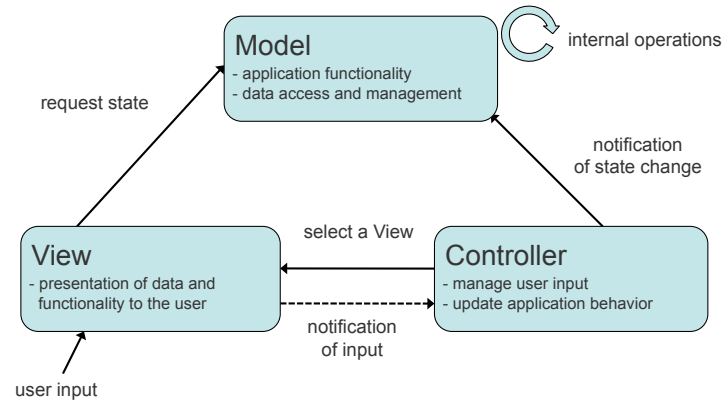 Model
- application functionality
- data access and management
internal operations
request state
notification
of state change
select a View
View
- presentation of data and
functionality to the user
Controller
- manage user input
- update application behavior
notification
of input
user input